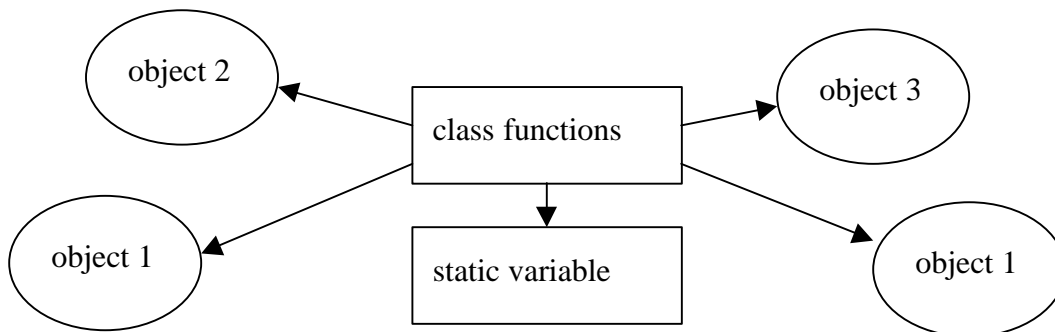 object 2
object 3
class functions
object 1
object 1
static variable